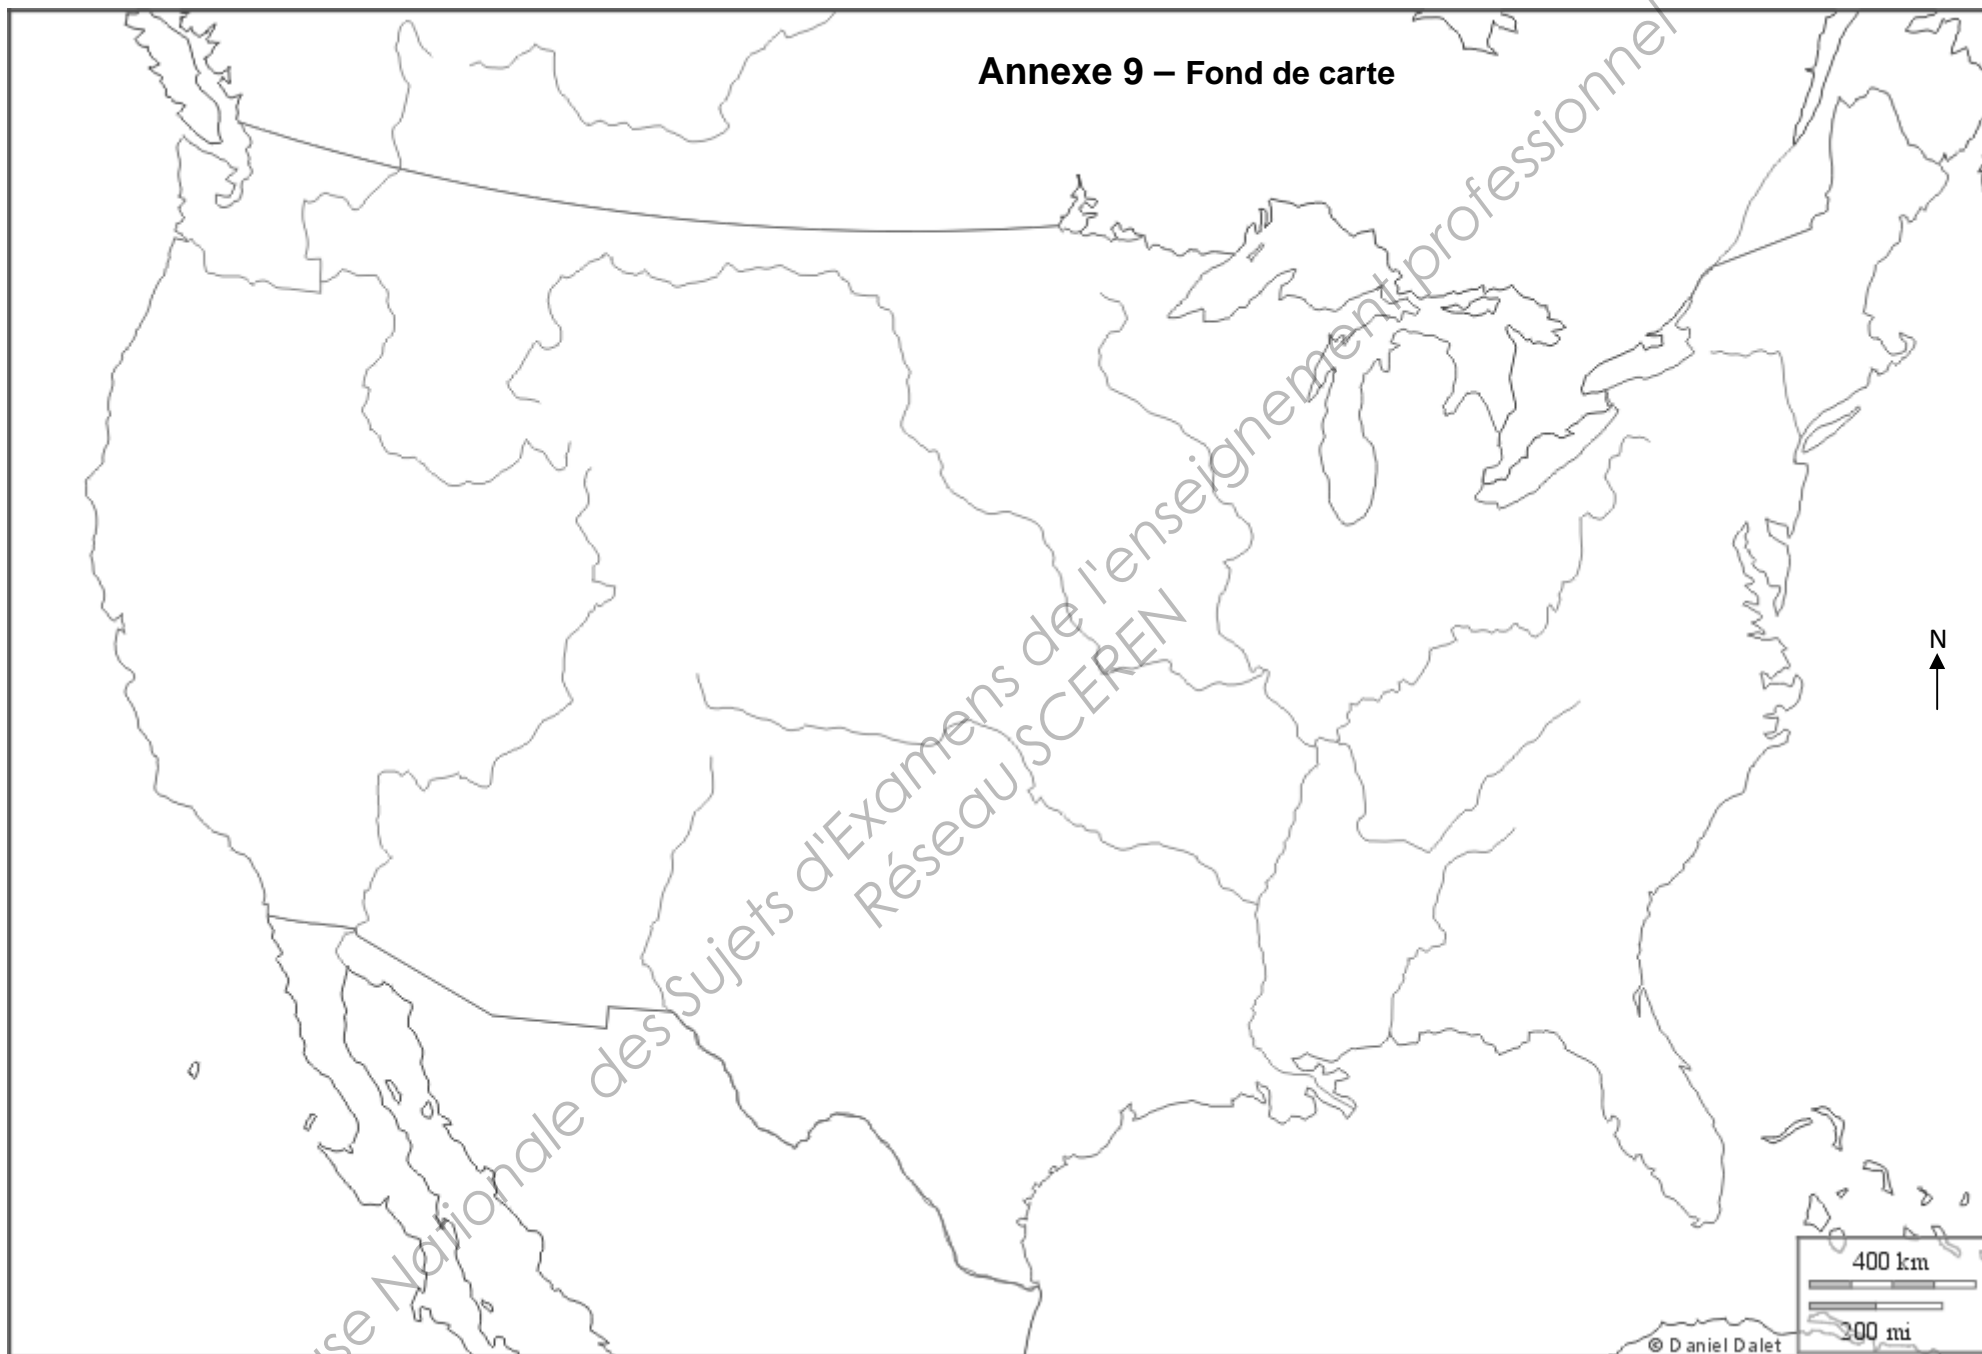 Annexe 9 – Fond de carte
Nationale des Sujets d'Examens de l'enseignement professionnel
Réseau SCEREN
N
400 km
200 mi
© Daniel Dalet